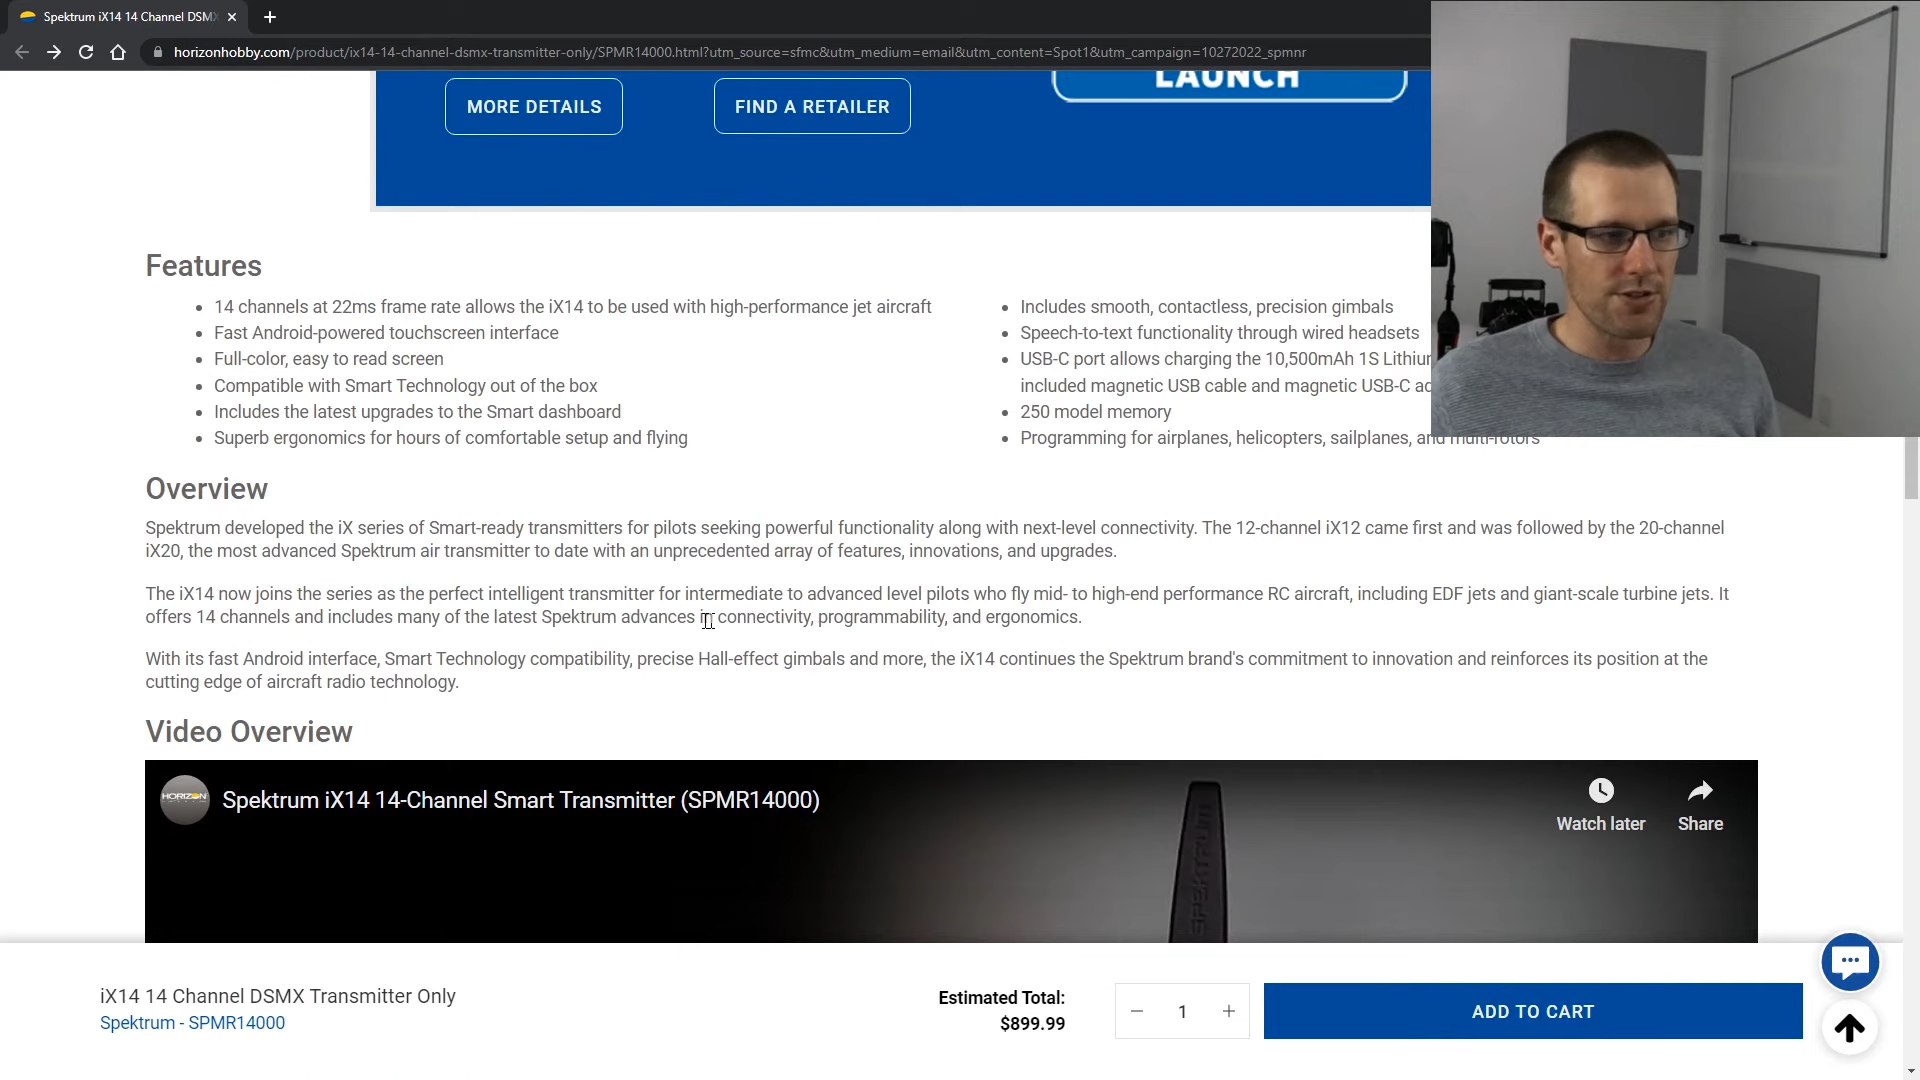 Spektrum iX14 14 Channel DSMX
horizonhobby.com/product/ix14-14-channel-dsmx-transmitter-only/SPMR14000.html?utm_source=sfmc&utm_medium=email&utm_content=Spot1&utm_campaign=10272022_spmnr
LAUNCH
MORE DETAILS
FIND A RETAILER
Features
14 channels at 22ms frame rate allows the iX14 to be used with high-performance jet aircraft
Fast Android-powered touchscreen interface
Full-color, easy to read screen
Compatible with Smart Technology out of the box
Includes the latest upgrades to the Smart dashboard
Superb ergonomics for hours of comfortable setup and flying
Includes smooth, contactless, precision gimbals
Speech-to-text functionality through wired headsets
USB-C port allows charging the 10,500mAh 1S
included magnetic USB cable and magnetic USB-C
250 model memory
Programming for airplanes, helicopters, sailplanes, and multi-rotors
Overview
Spektrum developed the iX series of Smart-ready transmitters for pilots seeking powerful functionality along with next-level connectivity. The 12-channel iX12 came first and was followed by the 20-channel
iX20, the most advanced Spektrum air transmitter to date with an unprecedented array of features, innovations, and upgrades.
The iX14 now joins the series as the perfect intelligent transmitter for intermediate to advanced level pilots who fly mid- to high-end performance RC aircraft, including EDF jets and giant-scale turbine jets. It
offers 14 channels and includes many of the latest Spektrum advances in connectivity, programmability, and ergonomics.
With its fast Android interface, Smart Technology compatibility, precise Hall-effect gimbals and more, the iX14 continues the Spektrum brand's commitment to innovation and reinforces its position at the
cutting edge of aircraft radio technology.
Video Overview
HORIZON
Spektrum iX14 14-Channel Smart Transmitter (SPMR14000)
Watch later
Share
SPEKTRUM
iX14 14 Channel DSMX Transmitter Only
Spektrum - SPMR14000
Estimated Total:
$899.99
1
ADD TO CART